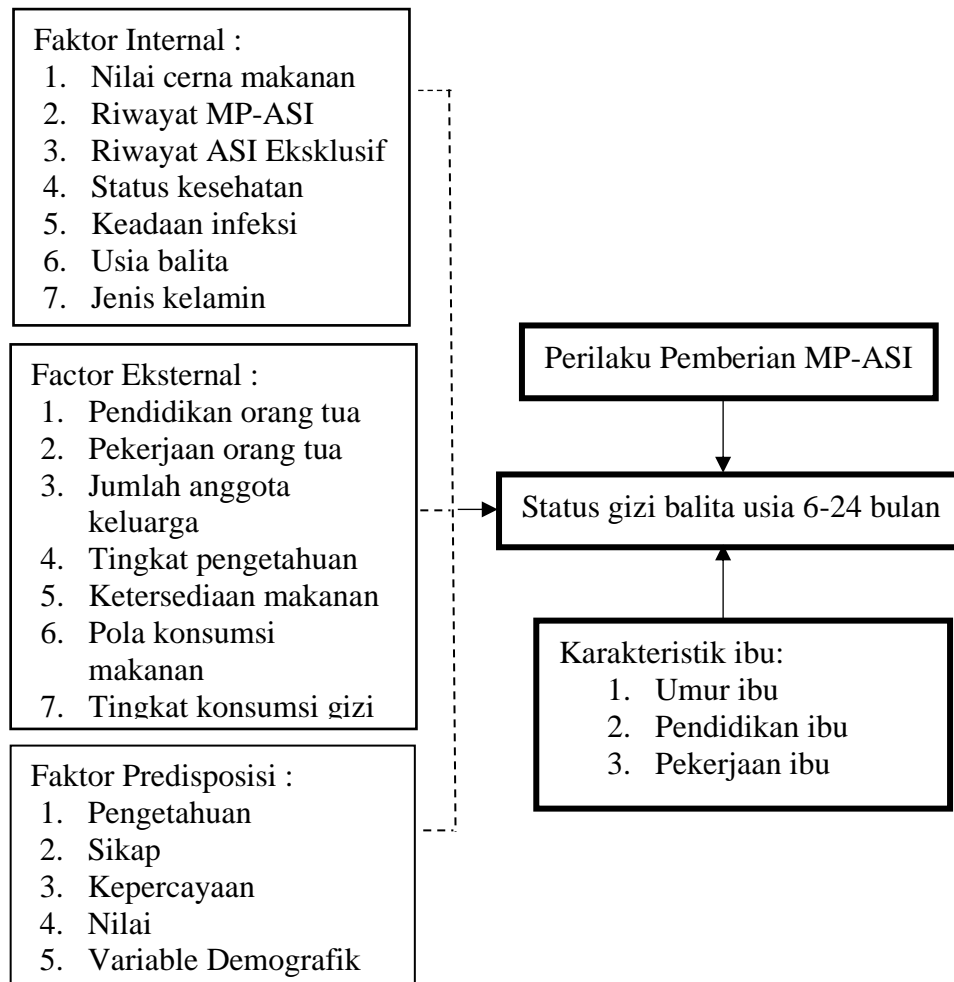 Faktor Internal :
1. Nilai cerna makanan
2. Riwayat MP-ASI
3. Riwayat ASI Eksklusif
4. Status kesehatan
5. Keadaan infeksi
6. Usia balita
7. Jenis kelamin
Factor Eksternal :
1. Pendidikan orang tua
2. Pekerjaan orang tua
3. Jumlah anggota
keluarga
4. Tingkat pengetahuan
5. Ketersediaan makanan
6. Pola konsumsi
makanan
7. Tingkat konsumsi gizi
Faktor Predisposisi :
1. Pengetahuan
2. Sikap
3. Kepercayaan
4. Nilai
5. Variable Demografik
Perilaku Pemberian MP-ASI
Status gizi balita usia 6-24 bulan
Karakteristik ibu:
1. Umur ibu
2. Pendidikan ibu
3. Pekerjaan ibu